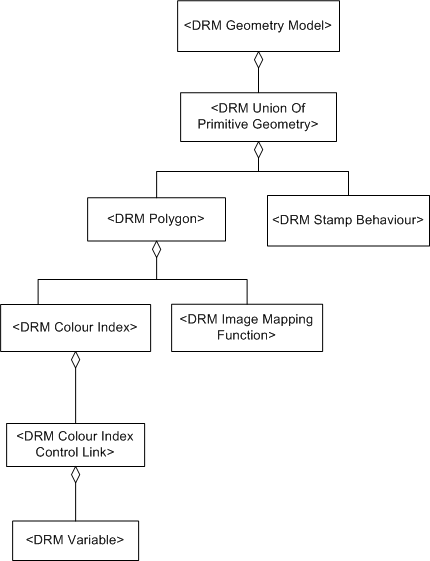 <DRM Geometry Model>
<DRM Union Of
Primitive Geometry>
<DRM Polygon>
<DRM Stamp Behaviour>
<DRM Colour Index>
<DRM Image Mapping
Function>
<DRM Colour Index
Control Link>
<DRM Variable>